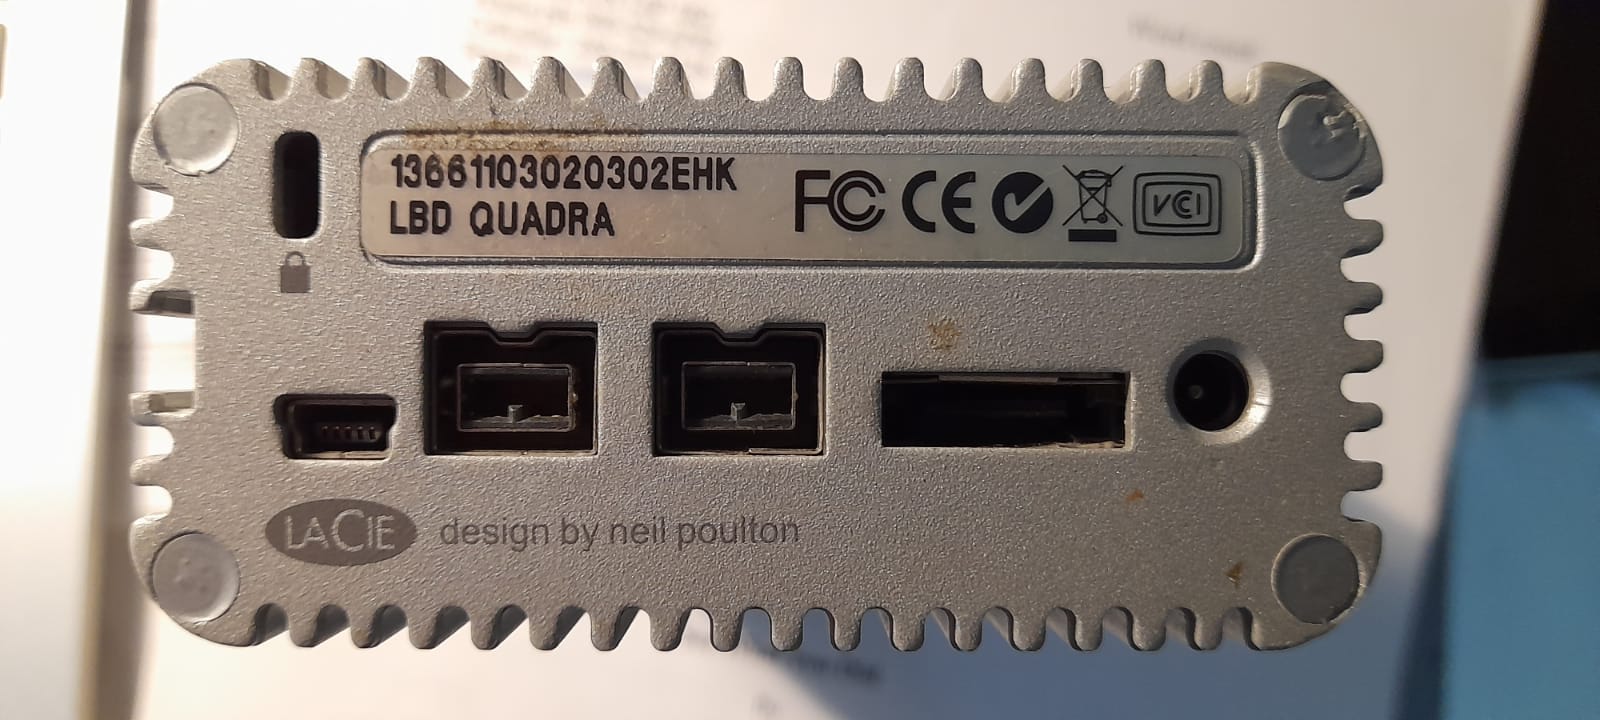 13661103020302EHK
LBD QUADRA
FC CE
VCI
LACIE design by neil poulton